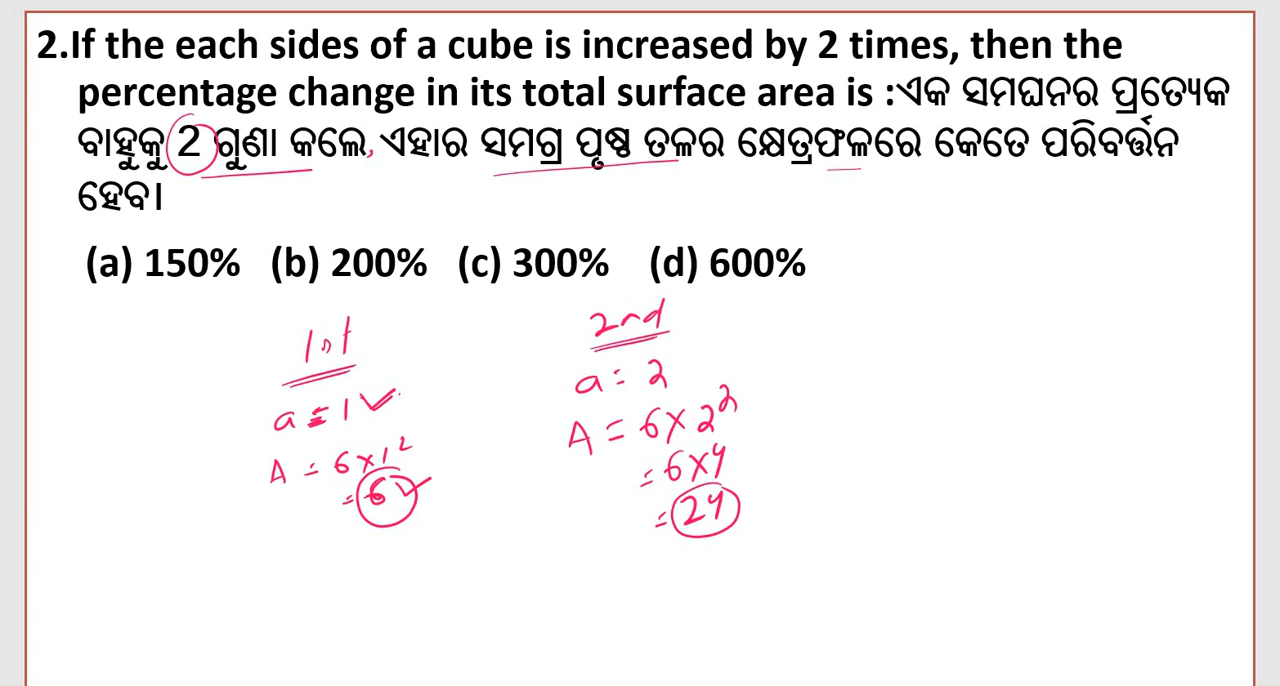 2.If the each sides of a cube is increased by 2 times, then the
percentage change in its total surface area is :ଏକ ସମଘନର ପ୍ରତ୍ୟେକ
ବାହୁକୁ 2 ଗୁଣା କଲେ, ଏହାର ସମଗ୍ର ପୃଷ୍ଠ ତଳର କ୍ଷେତ୍ରଫଳରେ କେତେ ପରିବର୍ତ୍ତନ
ହେବ।
(a) 150% (b) 200% (c) 300% (d) 600%
1st
a = 1
A = 6 × 1²
= 6
2nd
a = 2
A = 6 × 2²
= 6 × 4
= 24